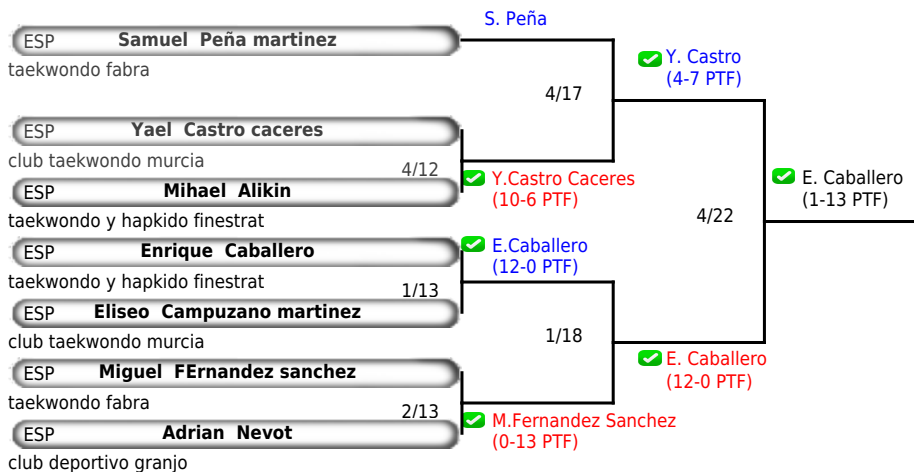 S. Peña
ESP Samuel Peña martinez
taekwondo fabra
Y. Castro
(4-7 PTF)
4/17
ESP Yael Castro caceres
club taekwondo murcia
4/12
Y.Castro Caceres
(10-6 PTF)
ESP Mihael Alikin
taekwondo y hapkido finestrat
E. Caballero
(1-13 PTF)
4/22
ESP Enrique Caballero
taekwondo y hapkido finestrat
E.Caballero
(12-0 PTF)
1/13
ESP Eliseo Campuzano martinez
club taekwondo murcia
1/18
E. Caballero
(12-0 PTF)
ESP Miguel FErnandez sanchez
taekwondo fabra
2/13
M.Fernandez Sanchez
(0-13 PTF)
ESP Adrian Nevot
club deportivo granjo